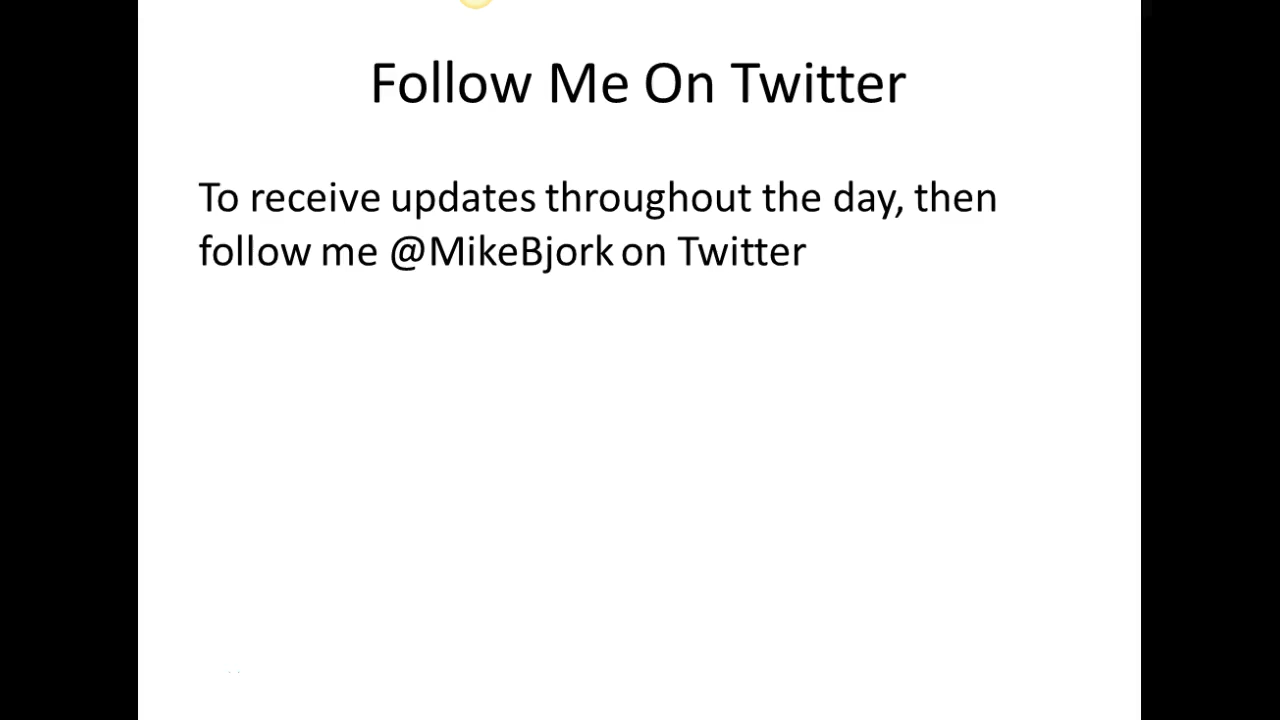 Follow Me On Twitter
To receive updates throughout the day, then
follow me @MikeBjork on Twitter